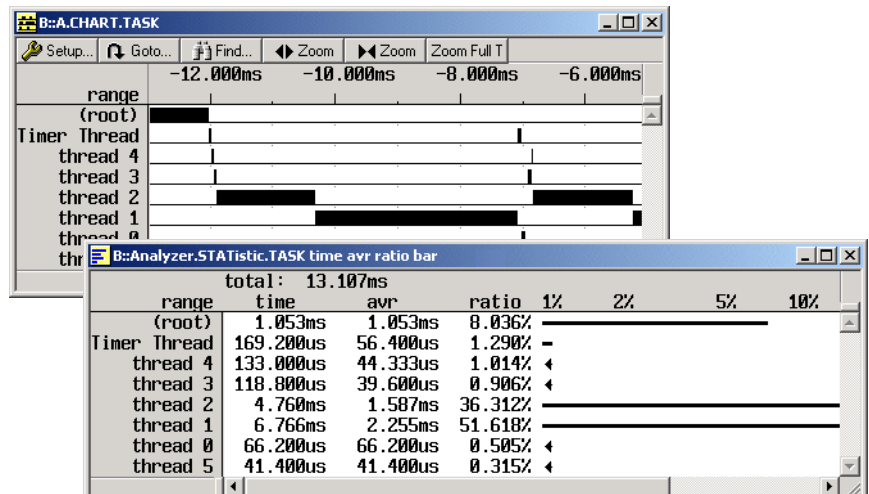 B::A.CHART.TASK
Setup... Goto... Find... Zoom Zoom Zoom Full T
-12.000ms -10.000ms -8.000ms -6.000ms
range
(root)
Timer Thread
thread 4
thread 3
thread 2
thread 1
thread 0
thr
B::Analyzer.STATistic.TASK time avr ratio bar
total: 13.107ms
range time avr ratio 1% 2% 5% 10%
(root) 1.053ms 1.053ms 8.036%
Timer Thread 169.200us 56.400us 1.290%
thread 4 133.000us 44.333us 1.014%
thread 3 118.800us 39.600us 0.906%
thread 2 4.760ms 1.587ms 36.312%
thread 1 6.766ms 2.255ms 51.618%
thread 0 66.200us 66.200us 0.505%
thread 5 41.400us 41.400us 0.315%